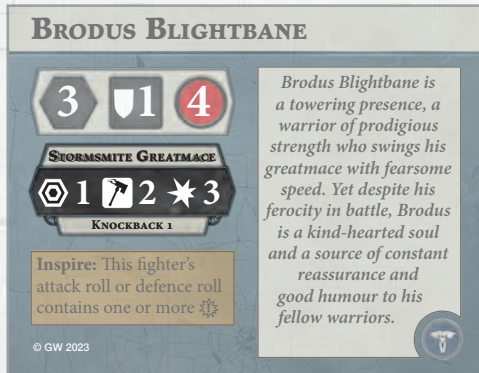 Brodus Blightbane
3 1 4
Stormsmite Greatmace
1 2 3
Knockback 1
Inspire: This fighter's
attack roll or defence roll
contains one or more
© GW 2023
Brodus Blightbane is
a towering presence, a
warrior of prodigious
strength who swings his
greatmace with fearsome
speed. Yet despite his
ferocity in battle, Brodus
is a kind-hearted soul
and a source of constant
reassurance and
good humour to his
fellow warriors.